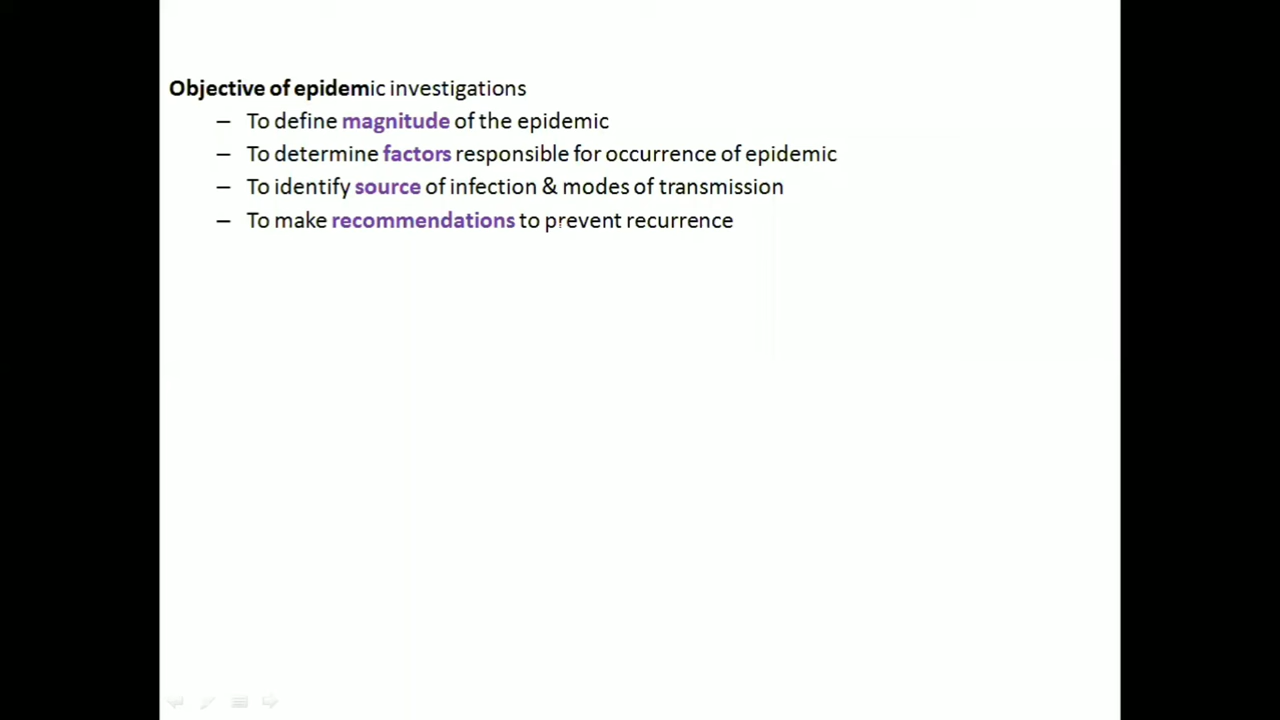 Objective of epidemic investigations
– To define magnitude of the epidemic
– To determine factors responsible for occurrence of epidemic
– To identify source of infection & modes of transmission
– To make recommendations to prevent recurrence